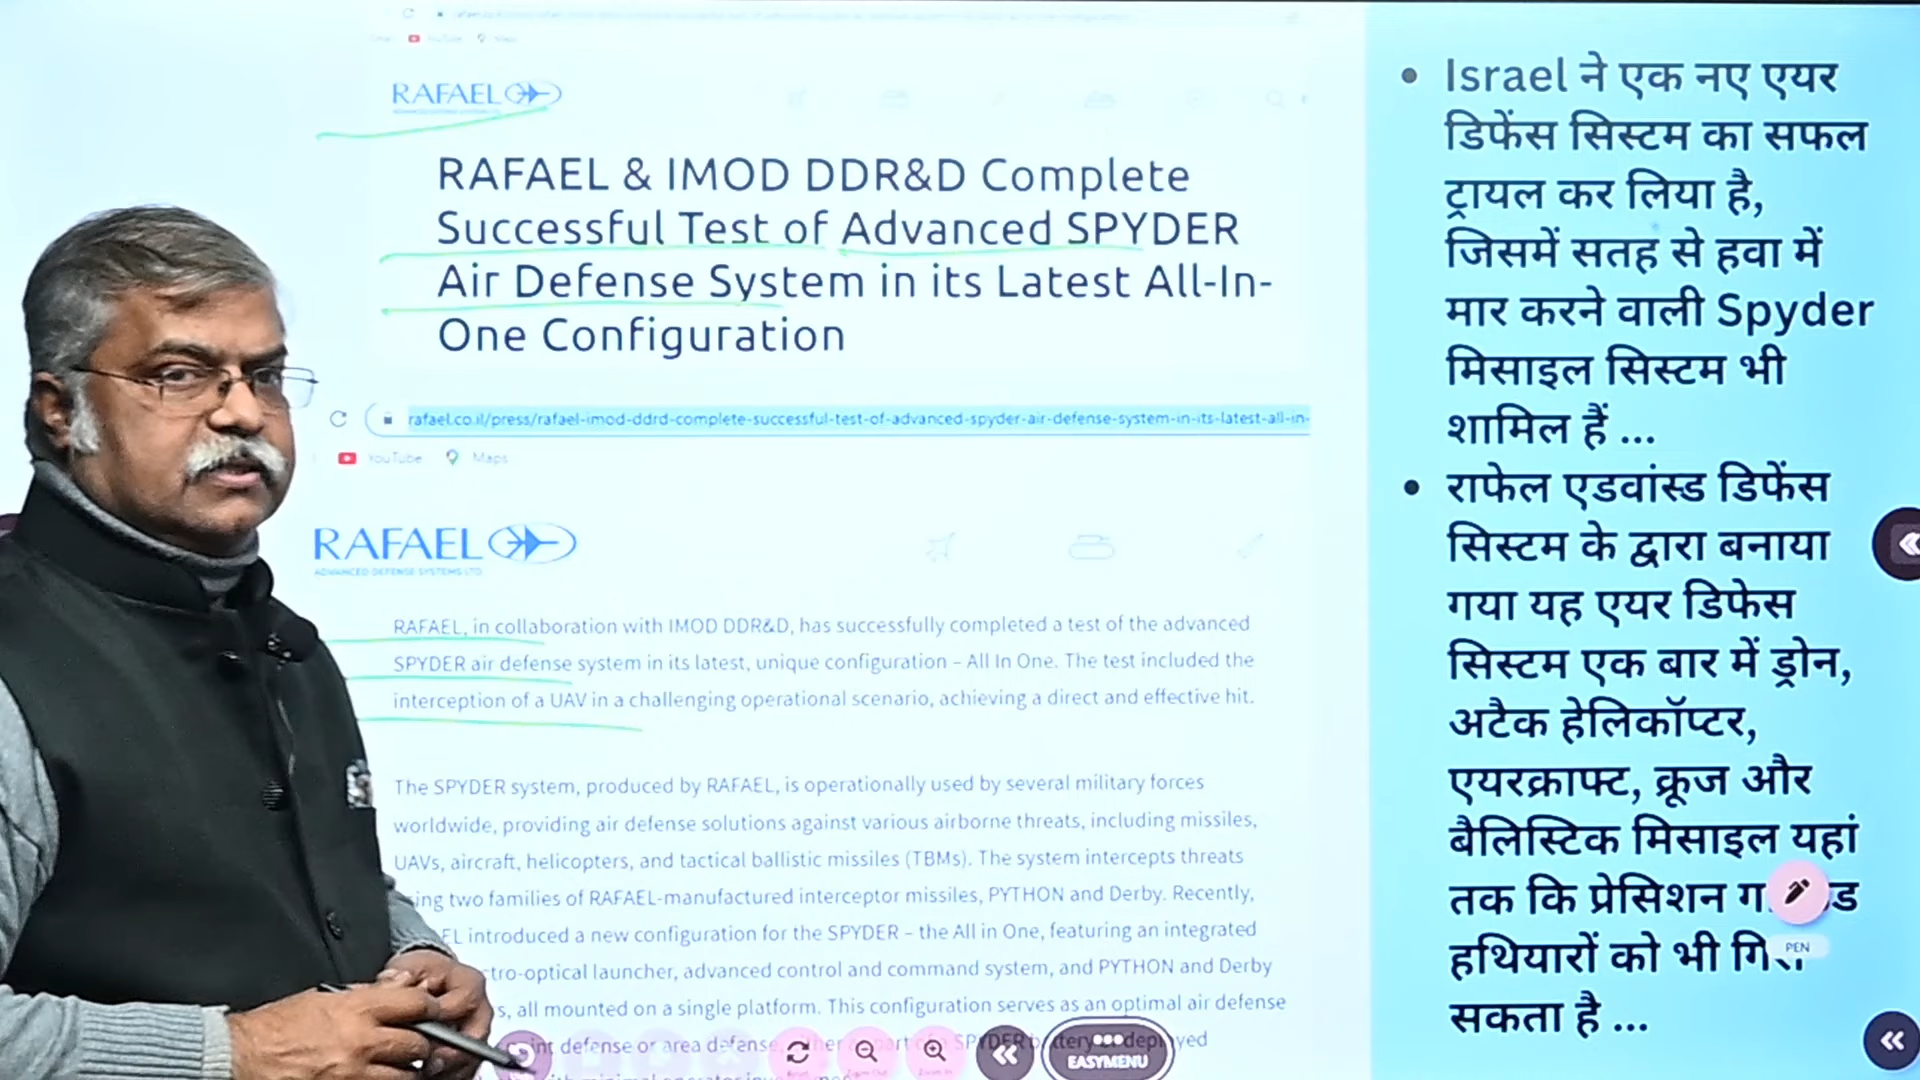 YouTube
Maps
RAFAEL
RAFAEL & IMOD DDR&D Complete
Successful Test of Advanced SPYDER
Air Defense System in its Latest All-In-
One Configuration
rafael.co.il/press/rafael-imod-ddrd-complete-successful-test-of-advanced-spyder-air-defense-system-in-its-latest-all-in-
YouTube Maps
RAFAEL
ADVANCED DEFENSE SYSTEMS LTD
RAFAEL, in collaboration with IMOD DDR&D, has successfully completed a test of the advanced
SPYDER air defense system in its latest, unique configuration – All In One. The test included the
interception of a UAV in a challenging operational scenario, achieving a direct and effective hit.
The SPYDER system, produced by RAFAEL, is operationally used by several military forces
worldwide, providing air defense solutions against various airborne threats, including missiles,
UAVs, aircraft, helicopters, and tactical ballistic missiles (TBMs). The system intercepts threats
two families of RAFAEL-manufactured interceptor missiles, PYTHON and Derby. Recently,
introduced a new configuration for the SPYDER – the All in One, featuring an integrated
tro-optical launcher, advanced control and command system, and PYTHON and Derby
s, all mounted on a single platform. This configuration serves as an optimal air defense
defense or area defense,
EASYMENU
• Israel ने एक नए एयर
डिफेंस सिस्टम का सफल
ट्रायल कर लिया है,
जिसमें सतह से हवा में
मार करने वाली Spyder
मिसाइल सिस्टम भी
शामिल हैं ...
• राफेल एडवांस्ड डिफेंस
सिस्टम के द्वारा बनाया
गया यह एयर डिफेस
सिस्टम एक बार में ड्रोन,
अटैक हेलिकॉप्टर,
एयरक्राफ्ट, क्रूज और
बैलिस्टिक मिसाइल यहां
तक कि प्रेसिशन
हथियारों को भी
सकता है ...
PEN